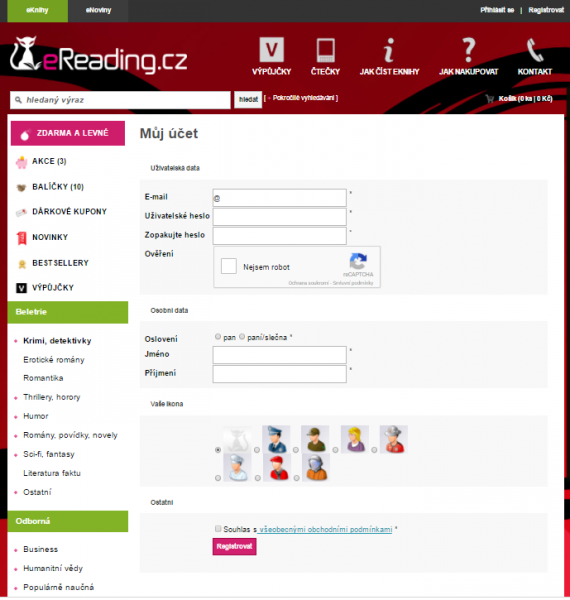 eKnihy eNoviny Přihlásit se | Registrovat
eReading.cz
VÝPŮJČKY ČTEČKY JAK ČÍST EKNIHY JAK NAKUPOVAT KONTAKT
hledaný výraz hledat [ - Pokročilé vyhledávání ] Košík (0 ks | 0 Kč)
ZDARMA A LEVNÉ
AKCE (3)
BALÍČKY (10)
DÁRKOVÉ KUPONY
NOVINKY
BESTSELLERY
V VÝPŮJČKY
Beletrie
Krimi, detektivky
Erotické romány
Romantika
Thrillery, horory
Humor
Romány, povídky, novely
Sci-fi, fantasy
Literatura faktu
Ostatní
Odborná
Business
Humanitní vědy
Populárně naučná
Můj účet
Uživatelská data
E-mail @ *
Uživatelské heslo *
Zopakujte heslo *
Ověření
Nejsem robot
reCAPTCHA
Ochrana soukromí - Smluvní podmínky
Osobní data
Oslovení pan paní/slečna *
Jméno *
Příjmení *
Vaše ikona
Ostatní
Souhlas s všeobecnými obchodními podmínkami *
Registrovat